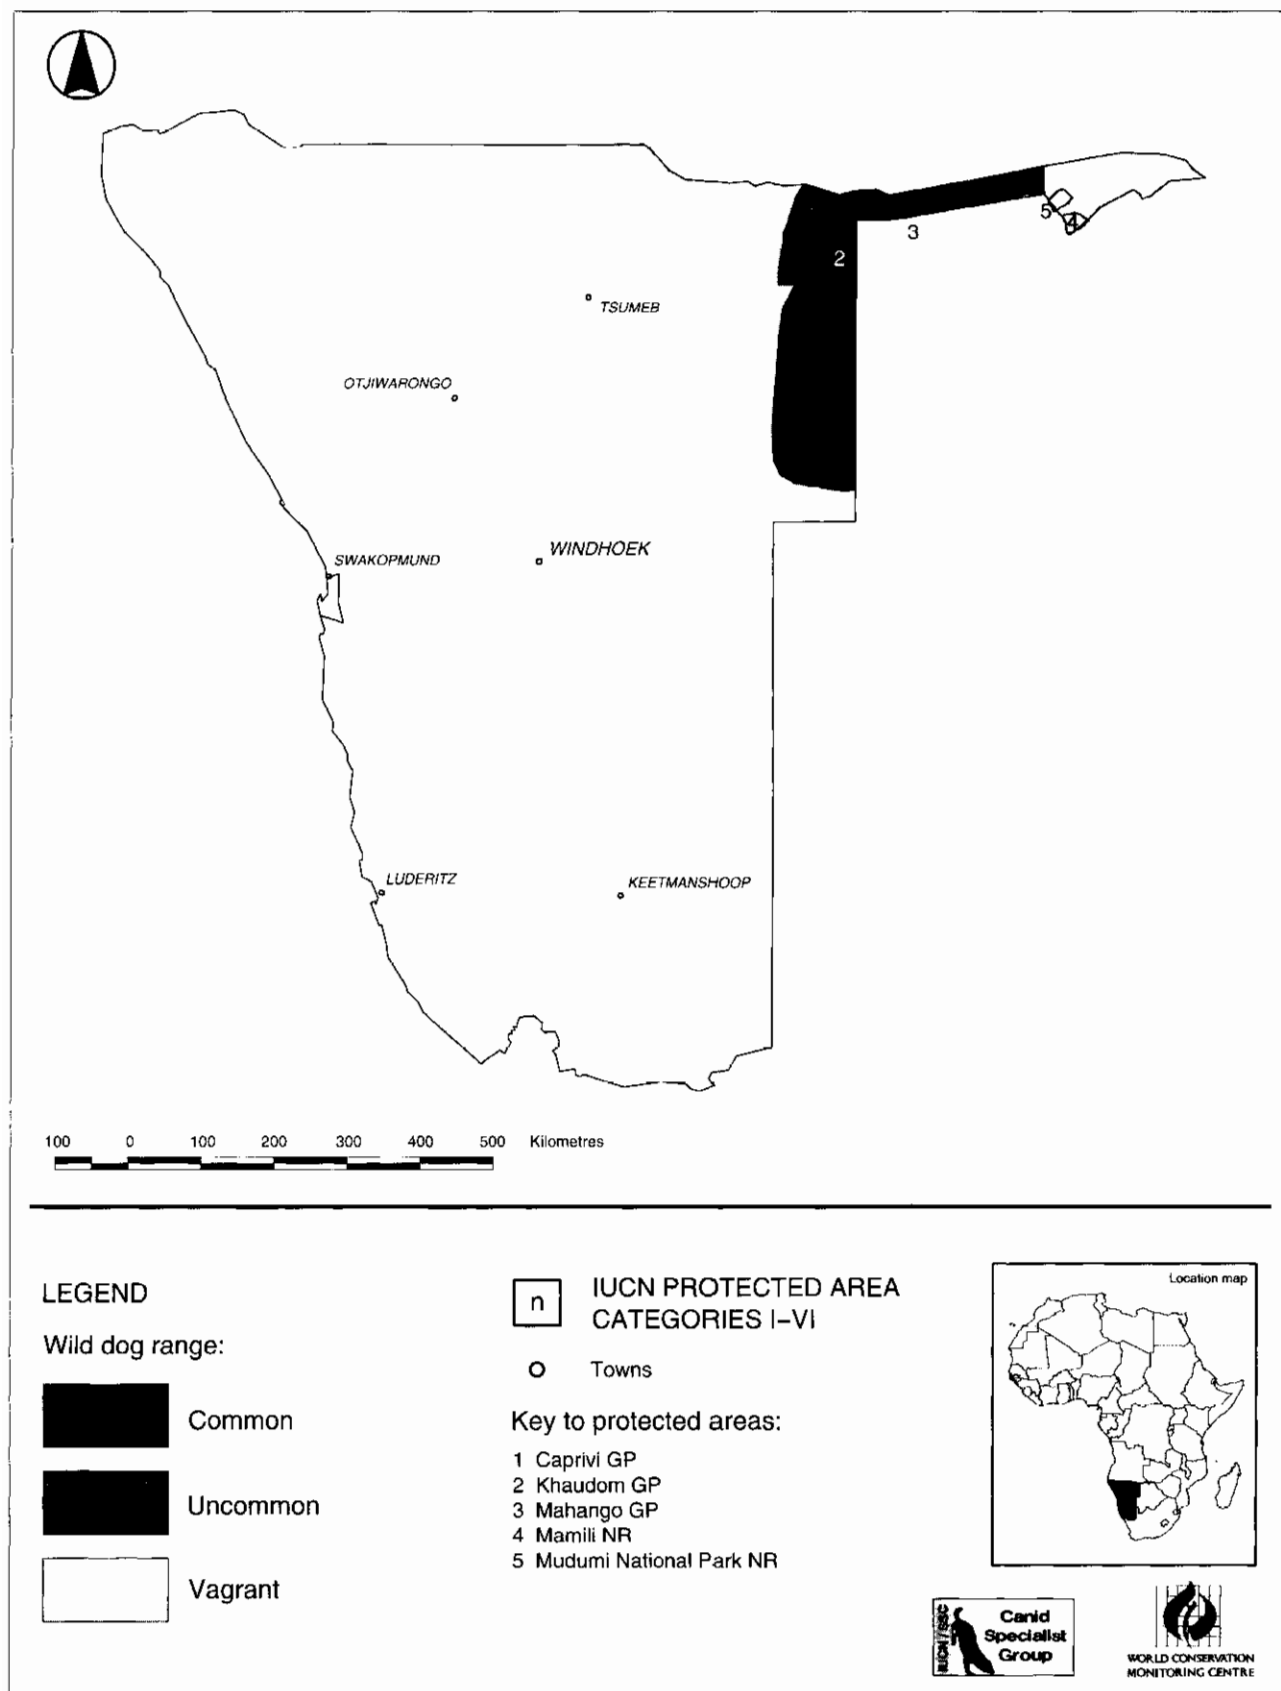 5
4
3
2
TSUMEB
OTJIWARONGO
WINDHOEK
SWAKOPMUND
LUDERITZ
KEETMANSHOOP
100 0 100 200 300 400 500 Kilometres
LEGEND
Wild dog range:
Common
Uncommon
Vagrant
n
IUCN PROTECTED AREA
CATEGORIES I–VI
Towns
Key to protected areas:
1 Caprivi GP
2 Khaudom GP
3 Mahango GP
4 Mamili NR
5 Mudumi National Park NR
Location map
IUCN / SSC
Canid
Specialist
Group
WORLD CONSERVATION
MONITORING CENTRE